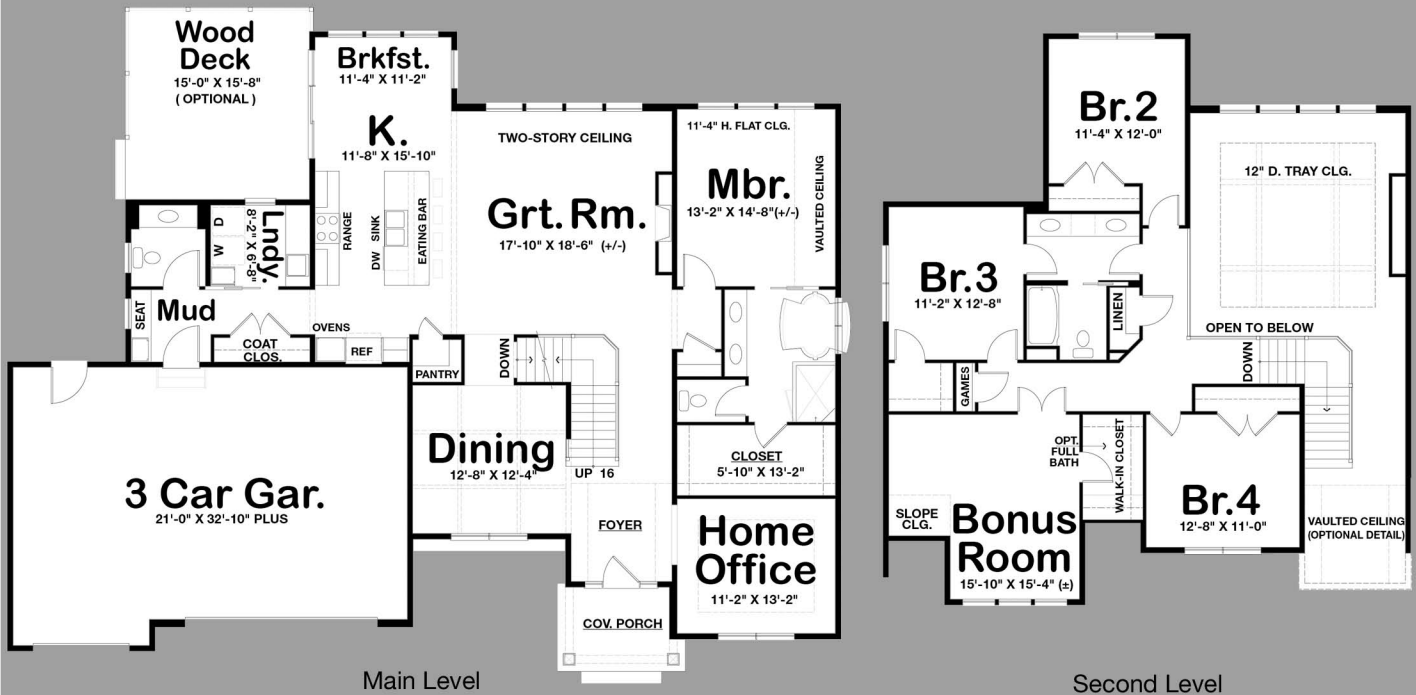 Wood
Deck
15'-0" X 15'-8"
( OPTIONAL )
Brkfst.
11'-4" X 11'-2"
K.
11'-8" X 15'-10"
TWO-STORY CEILING
Grt. Rm.
17'-10" X 18'-6" (+/-)
11'-4" H. FLAT CLG.
Mbr.
13'-2" X 14'-8"(+/-)
VAULTED CEILING
W D
Lndy.
8'-2" X 6'-8"
RANGE
DW SINK
EATING BAR
SEAT
Mud
COAT
CLOS.
OVENS
REF
PANTRY
DOWN
Dining
12'-8" X 12'-4"
UP 16
CLOSET
5'-10" X 13'-2"
3 Car Gar.
21'-0" X 32'-10" PLUS
FOYER
Home
Office
11'-2" X 13'-2"
COV. PORCH
Main Level
Br.2
11'-4" X 12'-0"
12" D. TRAY CLG.
Br.3
11'-2" X 12'-8"
LINEN
OPEN TO BELOW
DOWN
GAMES
OPT.
FULL
BATH
WALK-IN CLOSET
SLOPE
CLG.
Bonus
Room
15'-10" X 15'-4" (±)
Br.4
12'-8" X 11'-0"
VAULTED CEILING
(OPTIONAL DETAIL)
Second Level